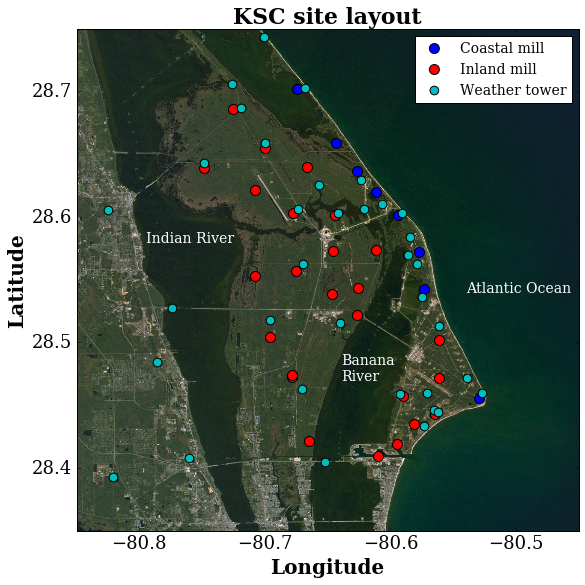 KSC site layout
Coastal mill
Inland mill
Weather tower
28.7
28.6
28.5
28.4
Latitude
Indian River
Atlantic Ocean
Banana
River
−80.8
−80.7
−80.6
−80.5
Longitude